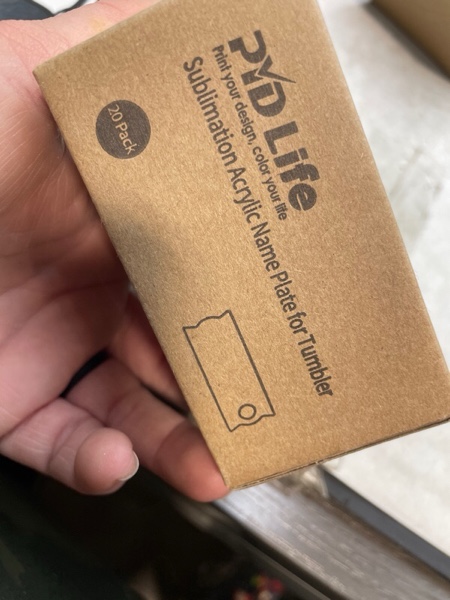 PYD Life
Print your design, color your life
Sublimation Acrylic Name Plate for Tumbler
20 Pack